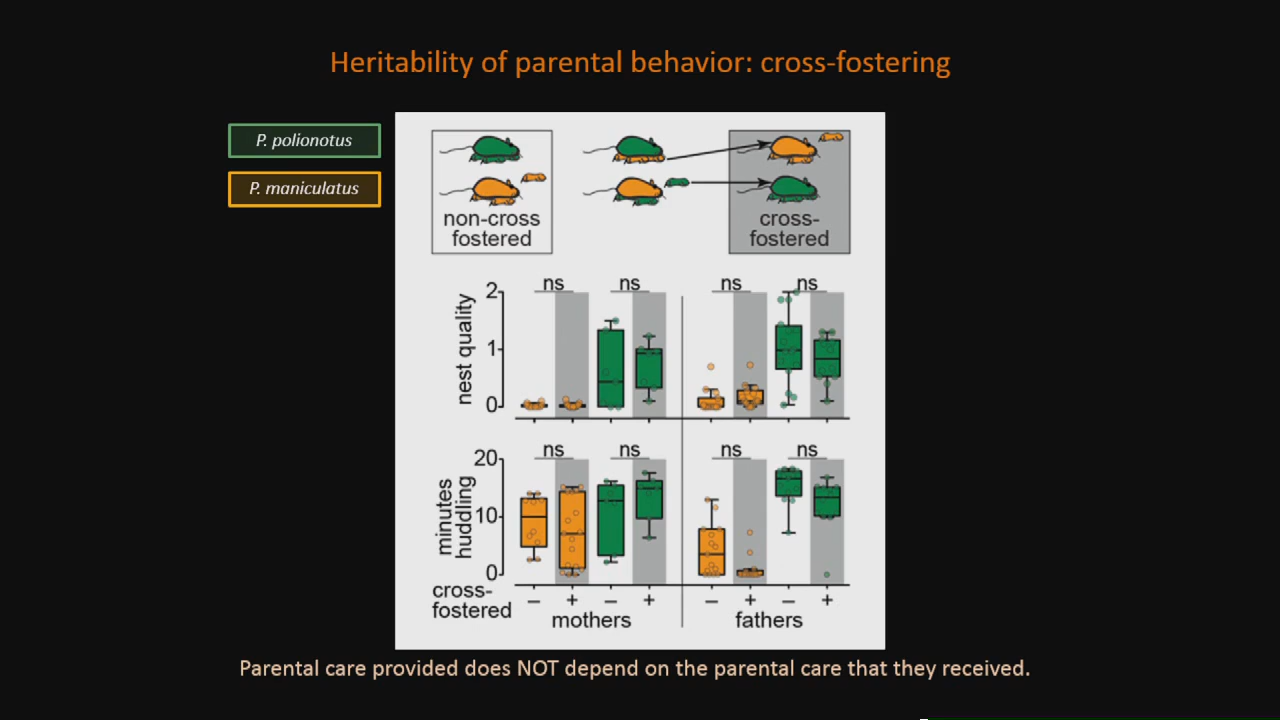 Heritability of parental behavior: cross-fostering
P. polionotus
P. maniculatus
non-cross
fostered
cross-
fostered
ns ns ns ns
nest quality
2
1
0
ns ns ns ns
minutes
huddling
20
10
0
cross-
fostered
− + − + − + − +
mothers fathers
Parental care provided does NOT depend on the parental care that they received.